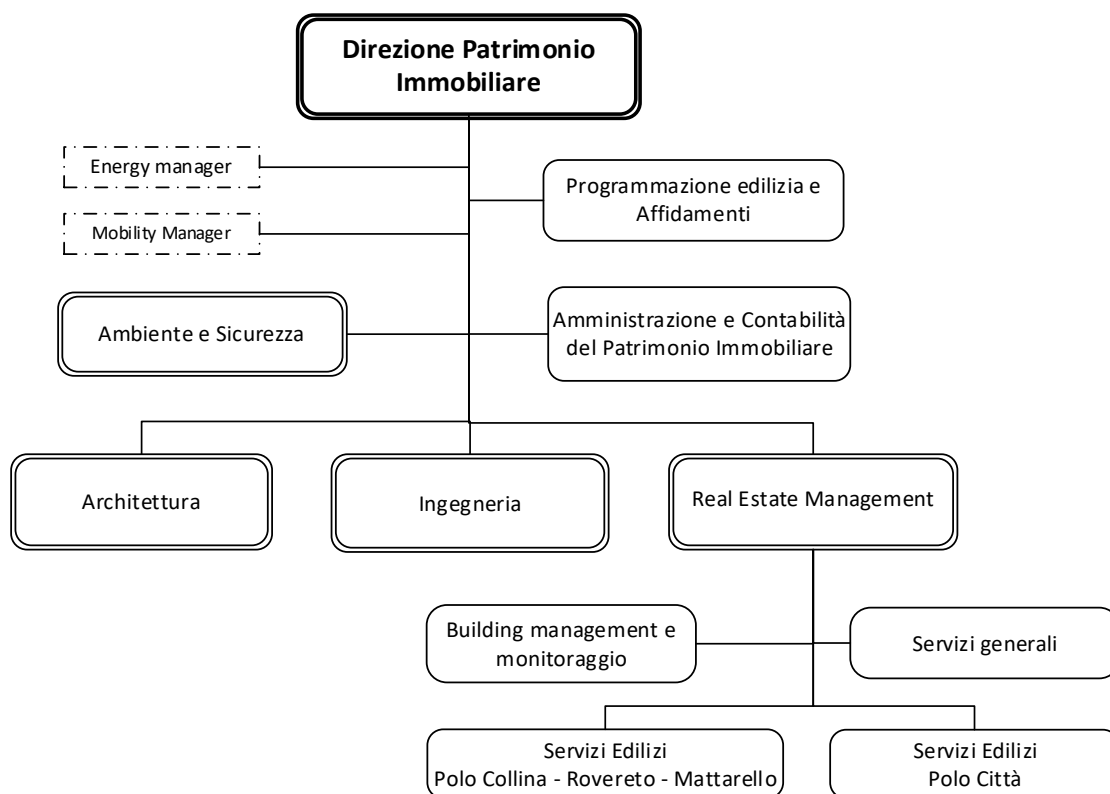 Direzione Patrimonio
Immobiliare
Energy manager
Programmazione edilizia e
Affidamenti
Mobility Manager
Ambiente e Sicurezza
Amministrazione e Contabilità
del Patrimonio Immobiliare
Architettura
Ingegneria
Real Estate Management
Building management e
monitoraggio
Servizi generali
Servizi Edilizi
Polo Collina - Rovereto - Mattarello
Servizi Edilizi
Polo Città